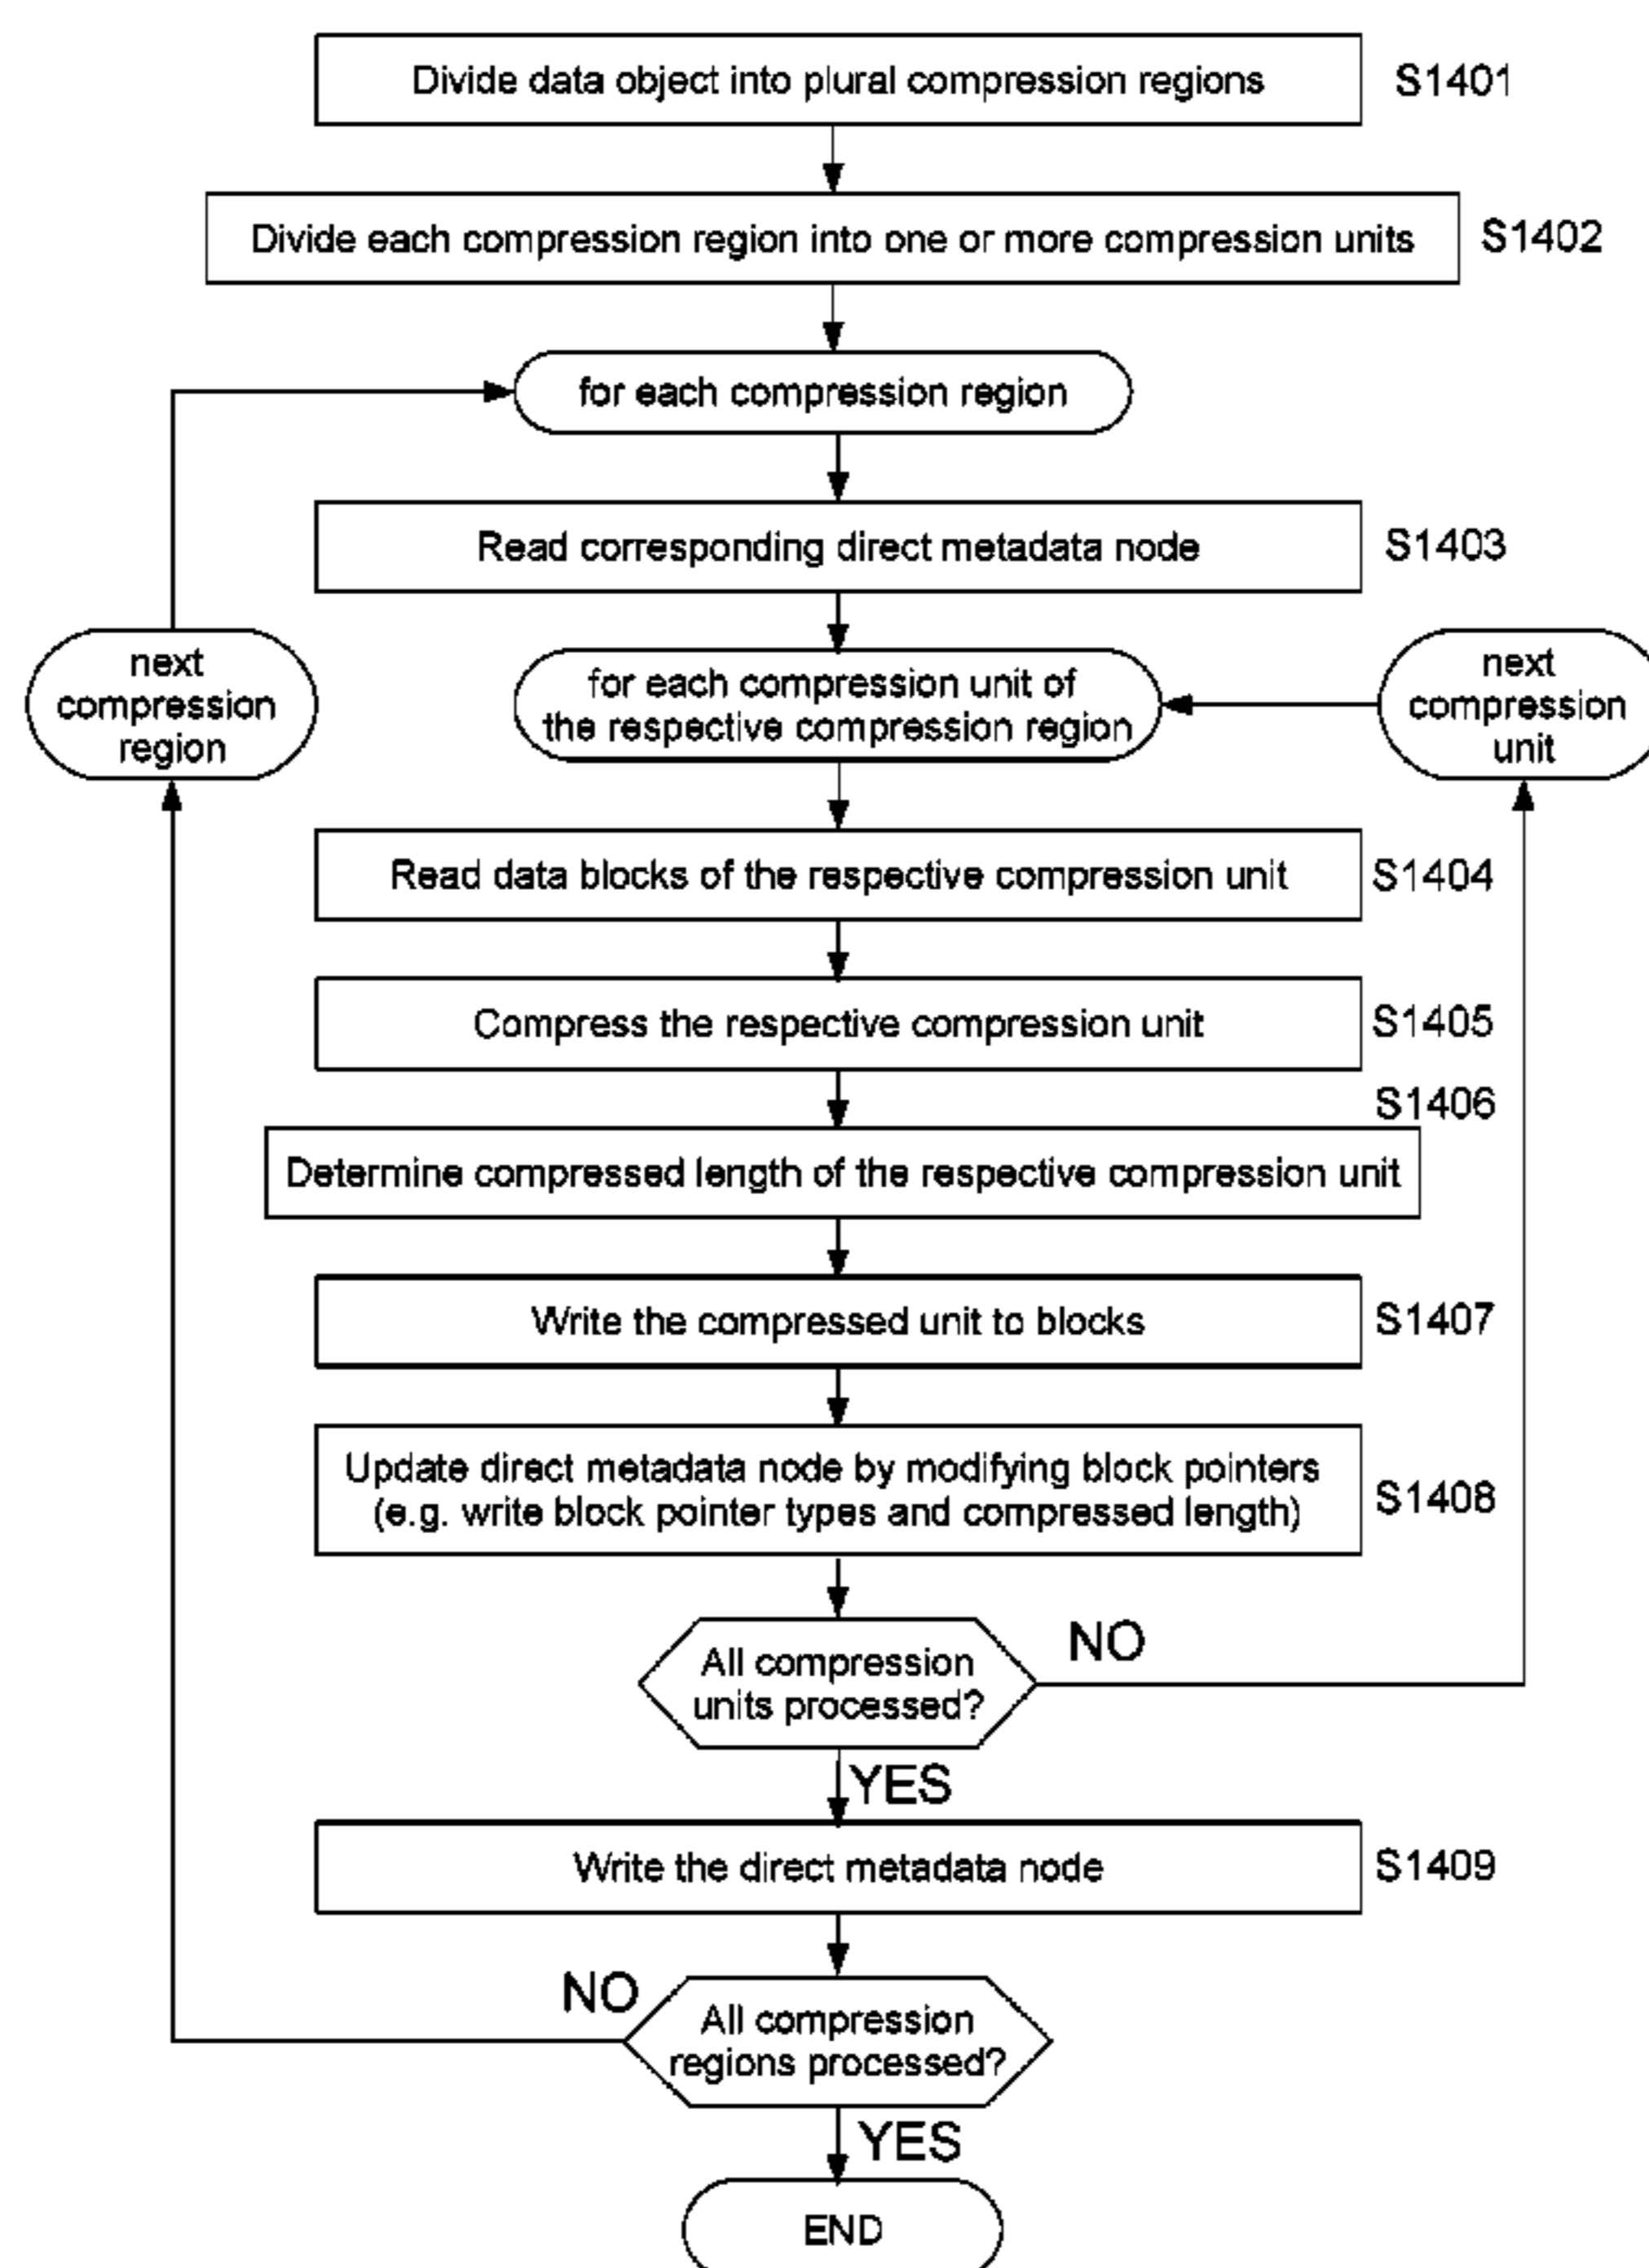 Divide data object into plural compression regions
S1401
Divide each compression region into one or more compression units
S1402
for each compression region
Read corresponding direct metadata node
S1403
next
compression
region
for each compression unit of
the respective compression region
next
compression
unit
Read data blocks of the respective compression unit
S1404
Compress the respective compression unit
S1405
S1406
Determine compressed length of the respective compression unit
Write the compressed unit to blocks
S1407
Update direct metadata node by modifying block pointers
(e.g. write block pointer types and compressed length)
S1408
All compression
units processed?
NO
YES
Write the direct metadata node
S1409
NO
All compression
regions processed?
YES
END